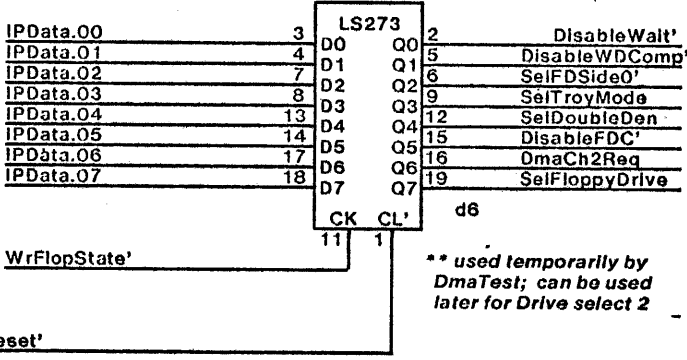 LS273
IPData.00 3 D0 Q0 2 DisableWait'
IPData.01 4 D1 Q1 5 DisableWDComp'
IPData.02 7 D2 Q2 6 SelFDSide0'
IPData.03 8 D3 Q3 9 SelTroyMode
IPData.04 13 D4 Q4 12 SelDoubleDen
IPData.05 14 D5 Q5 15 DisableFDC'
IPData.06 17 D6 Q6 16 DmaCh2Req
IPData.07 18 D7 Q7 19 SelFloppyDrive
CK CL' d6
11 1
WrFlopState'
** used temporarily by
DmaTest; can be used
later for Drive select 2
eset'